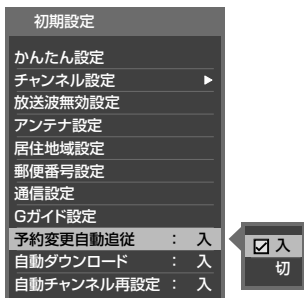 初期設定
かんたん設定
チャンネル設定 ▶
放送波無効設定
アンテナ設定
居住地域設定
郵便番号設定
通信設定
Gガイド設定
予約変更自動追従 : 入
自動ダウンロード : 入
自動チャンネル再設定 : 入
☑ 入
切